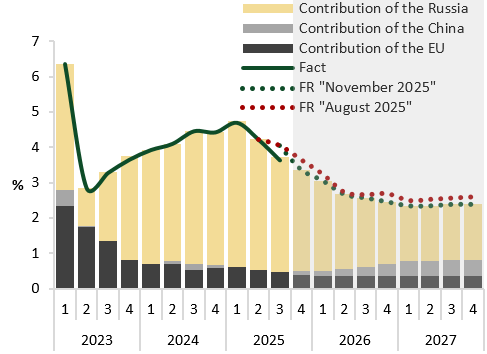 Contribution of the Russia
Contribution of the China
Contribution of the EU
Fact
FR "November 2025"
FR "August 2025"
7
6
5
4
%
3
2
1
0
1 2 3 4 1 2 3 4 1 2 3 4 1 2 3 4 1 2 3 4
2023 2024 2025 2026 2027